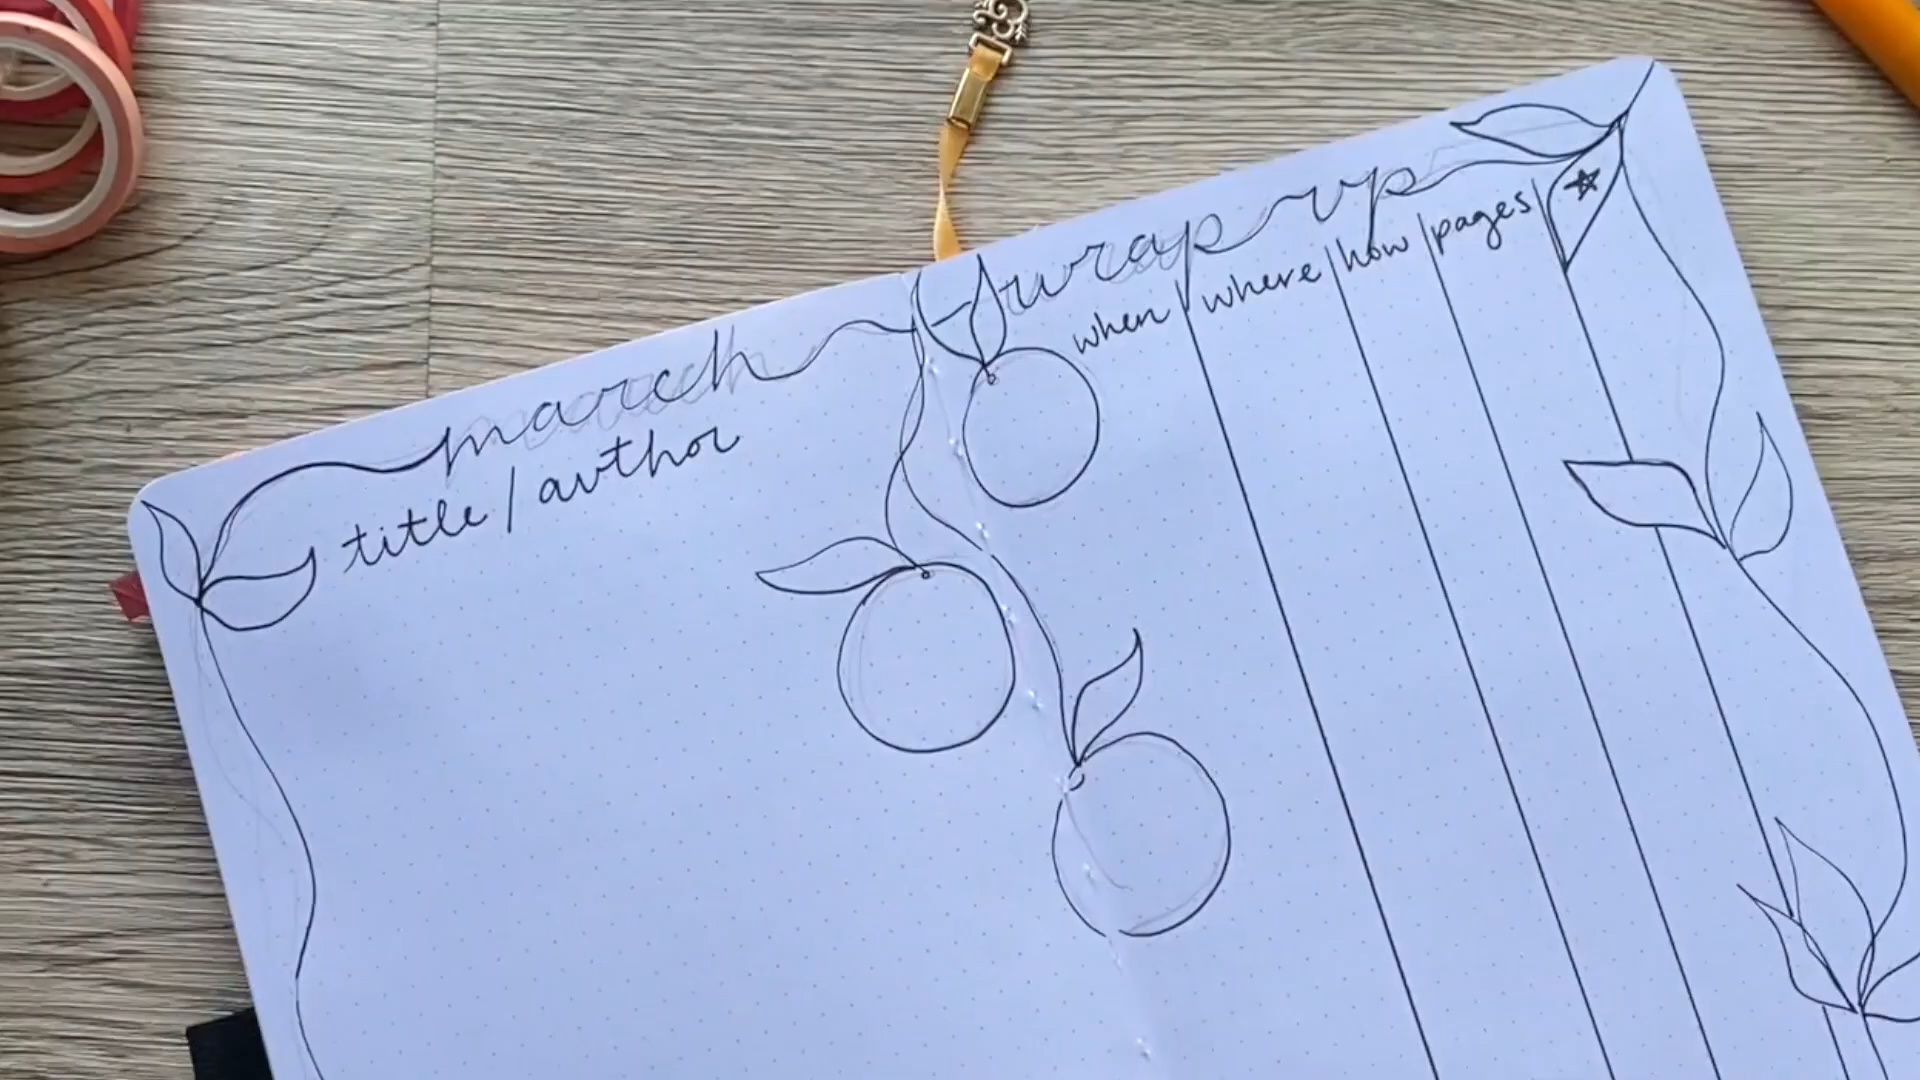 march wrap up
title / author
when | where | how | pages | ☆